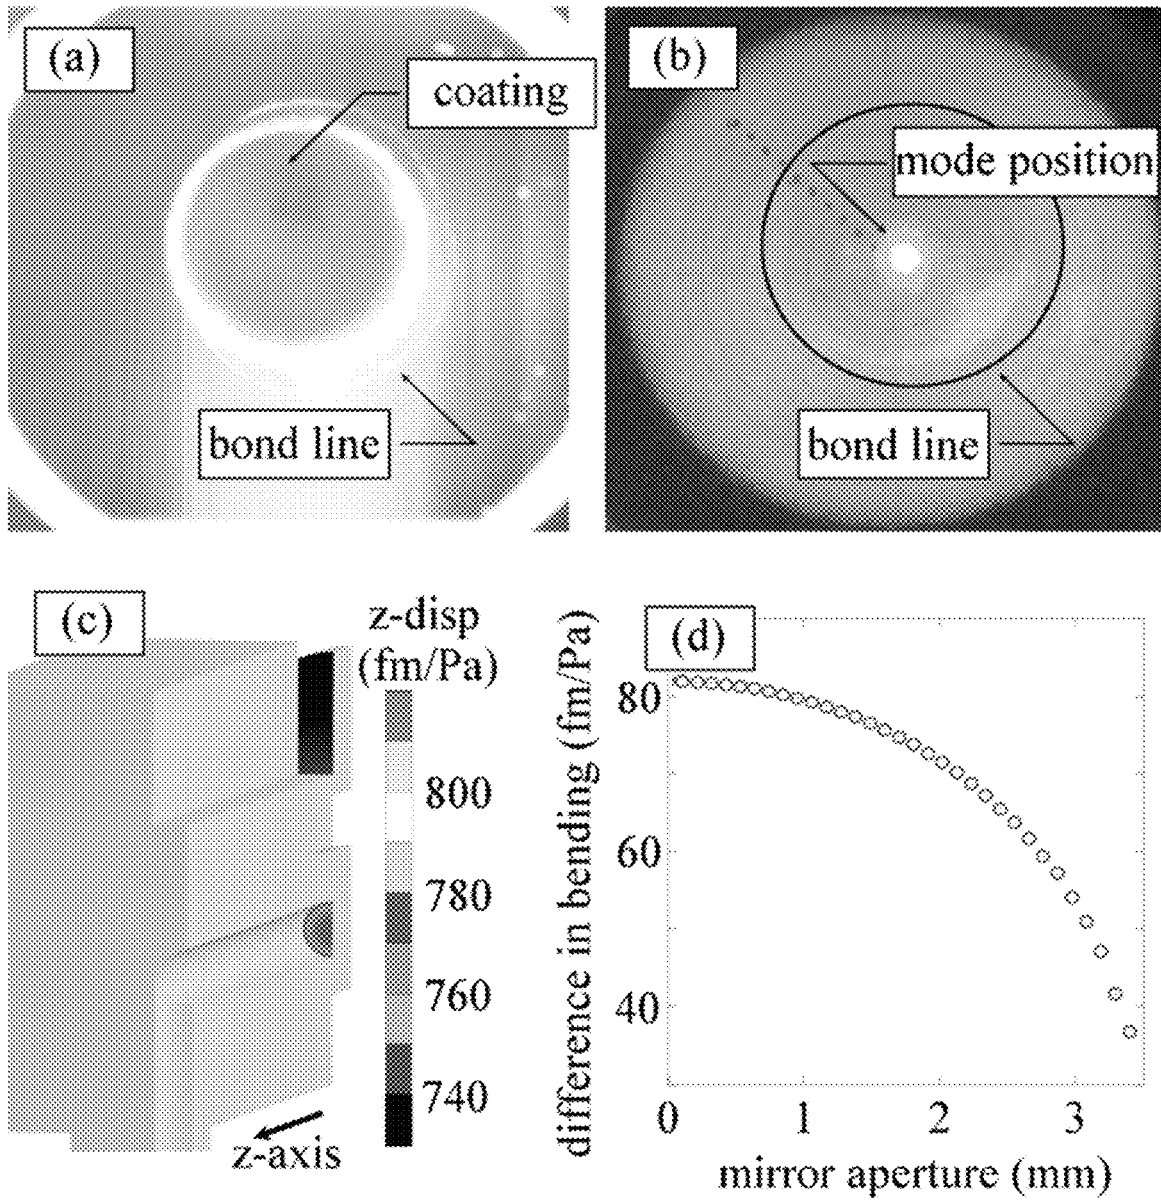 (a)
coating
bond line
(b)
mode position
bond line
(c)
z-disp
(fm/Pa)
800
780
760
740
z-axis
(d)
difference in bending (fm/Pa)
80
60
40
0 1 2 3
mirror aperture (mm)